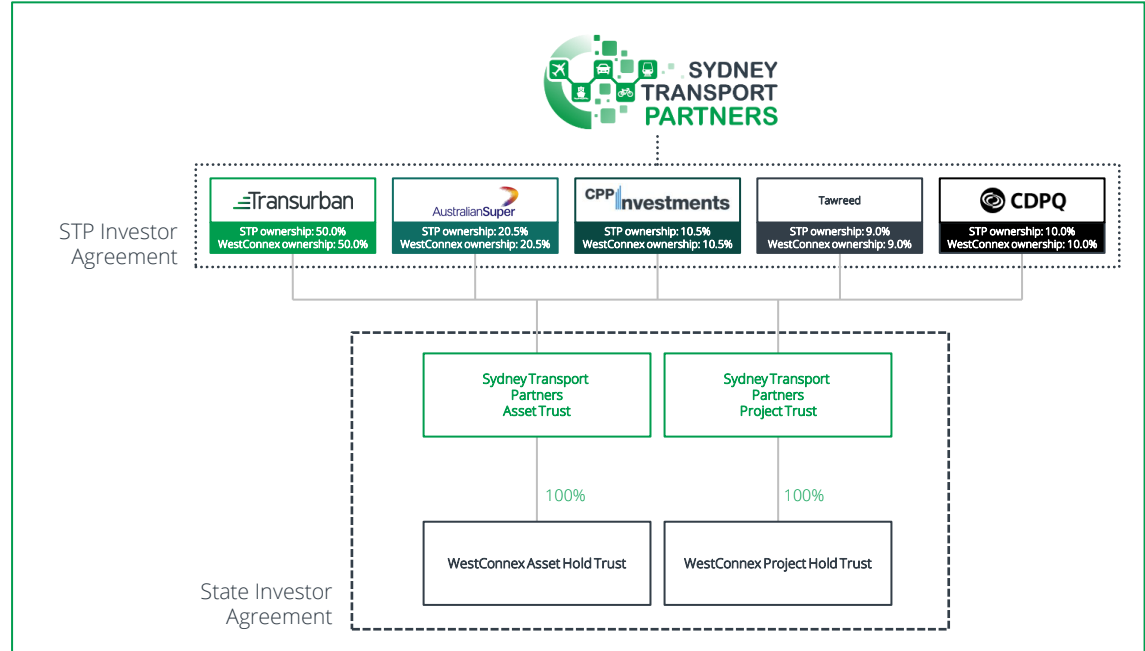 SYDNEY
TRANSPORT
PARTNERS
STP Investor
Agreement
Transurban
STP ownership: 50.0%
WestConnex ownership: 50.0%
AustralianSuper
STP ownership: 20.5%
WestConnex ownership: 20.5%
CPP Investments
STP ownership: 10.5%
WestConnex ownership: 10.5%
Tawreed
STP ownership: 9.0%
WestConnex ownership: 9.0%
CDPQ
STP ownership: 10.0%
WestConnex ownership: 10.0%
Sydney Transport
Partners
Asset Trust
Sydney Transport
Partners
Project Trust
100%
100%
WestConnex Asset Hold Trust
WestConnex Project Hold Trust
State Investor
Agreement